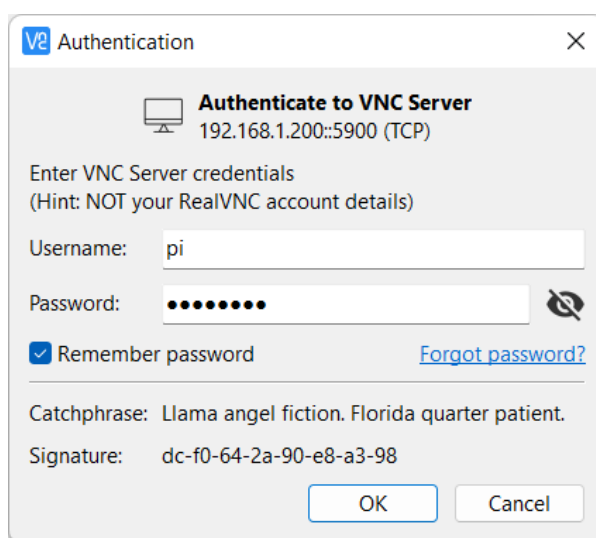 V2 Authentication
Authenticate to VNC Server
192.168.1.200::5900 (TCP)
Enter VNC Server credentials
(Hint: NOT your RealVNC account details)
Username: pi
Password: ●●●●●●●●
Remember password Forgot password?
Catchphrase: Llama angel fiction. Florida quarter patient.
Signature: dc-f0-64-2a-90-e8-a3-98
OK Cancel